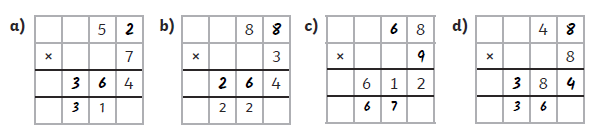 a) 5 2 b) 8 8 c) 6 8 d) 4 8
× 7 × 3 × 9 × 8
3 6 4 2 6 4 6 1 2 3 8 4
3 1 2 2 6 7 3 6